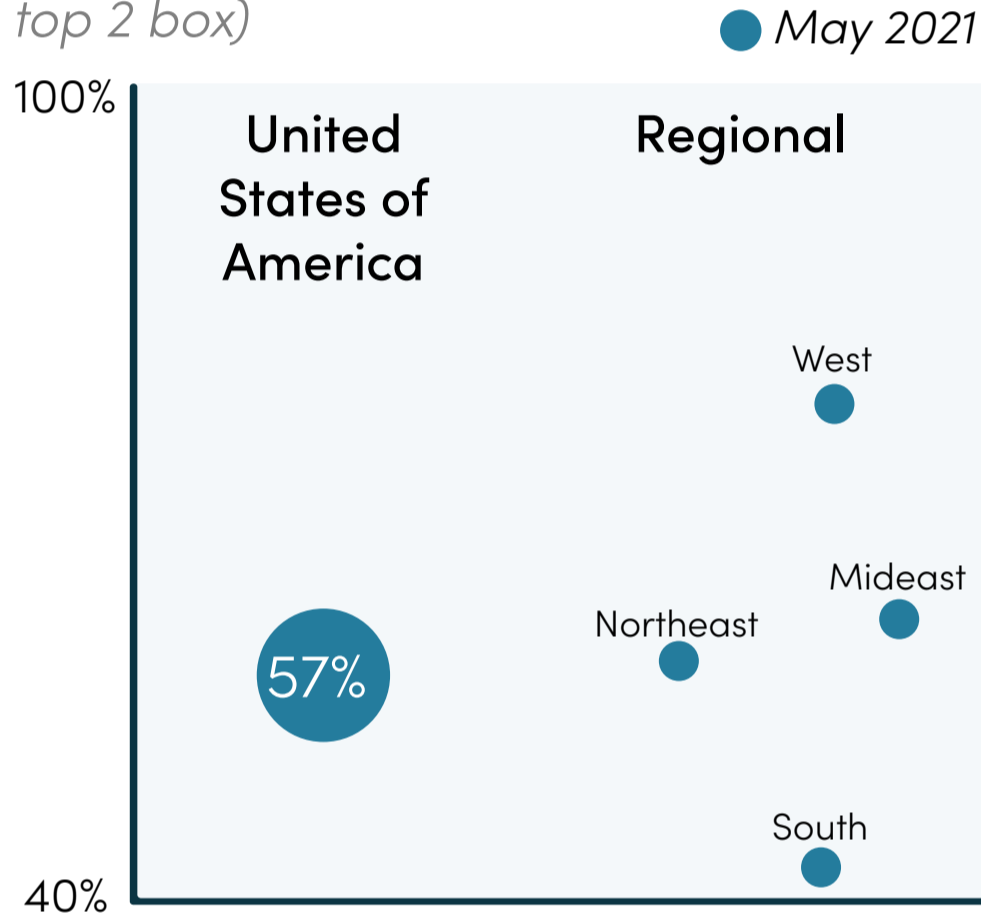 top 2 box)
May 2021
100%
United
States of
America
Regional
West
Mideast
Northeast
57%
South
40%